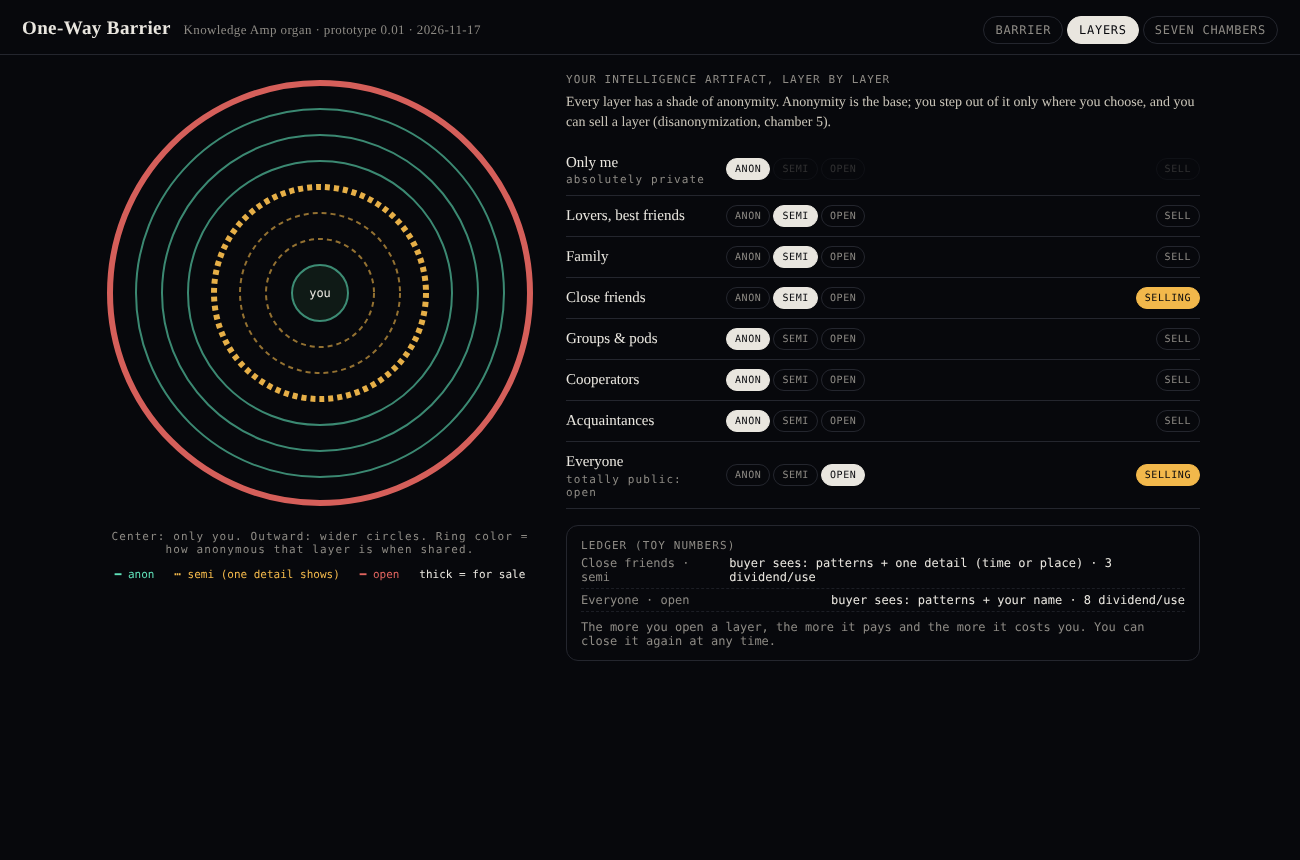 One-Way Barrier Knowledge Amp organ · prototype 0.01 · 2026-11-17
BARRIER LAYERS SEVEN CHAMBERS
you
Center: only you. Outward: wider circles. Ring color =
how anonymous that layer is when shared.
━ anon ┅ semi (one detail shows) ━ open thick = for sale
YOUR INTELLIGENCE ARTIFACT, LAYER BY LAYER
Every layer has a shade of anonymity. Anonymity is the base; you step out of it only where you choose, and you
can sell a layer (disanonymization, chamber 5).
Only me
absolutely private
ANON SEMI OPEN SELL
Lovers, best friends ANON SEMI OPEN SELL
Family ANON SEMI OPEN SELL
Close friends ANON SEMI OPEN SELLING
Groups & pods ANON SEMI OPEN SELL
Cooperators ANON SEMI OPEN SELL
Acquaintances ANON SEMI OPEN SELL
Everyone
totally public:
open
ANON SEMI OPEN SELLING
LEDGER (TOY NUMBERS)
Close friends ·
semi
buyer sees: patterns + one detail (time or place) · 3
dividend/use
Everyone · open buyer sees: patterns + your name · 8 dividend/use
The more you open a layer, the more it pays and the more it costs you. You can
close it again at any time.